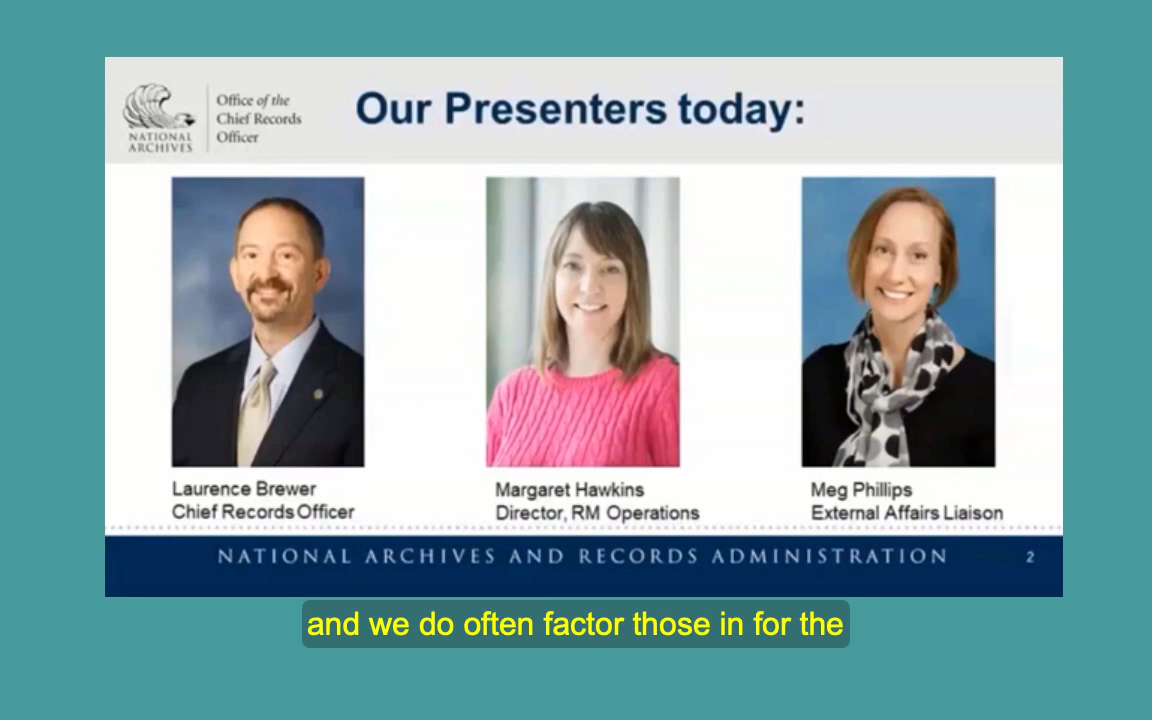 NATIONAL
ARCHIVES
Office of the
Chief Records
Officer
Our Presenters today:
Laurence Brewer
Chief Records Officer
Margaret Hawkins
Director, RM Operations
Meg Phillips
External Affairs Liaison
NATIONAL ARCHIVES AND RECORDS ADMINISTRATION
2
and we do often factor those in for the